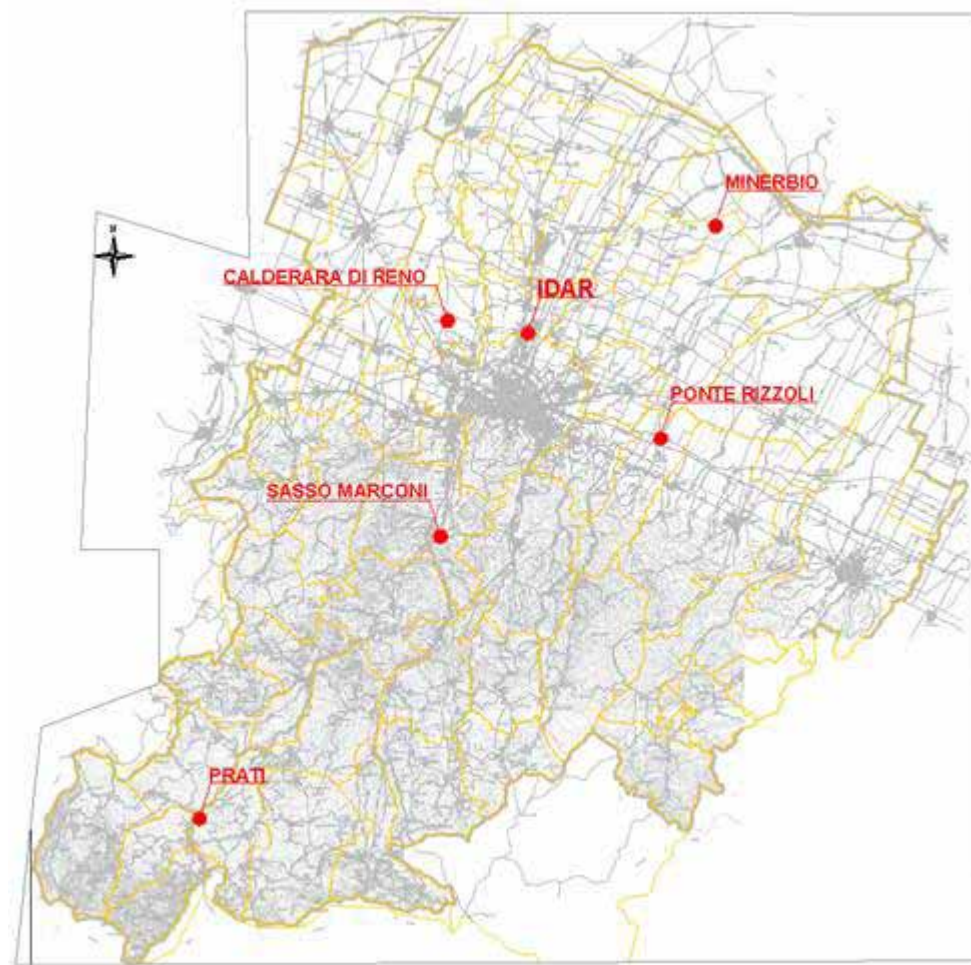 MINERBIO
CALDERARA DI RENO
IDAR
PONTE RIZZOLI
SASSO MARCONI
PRATI